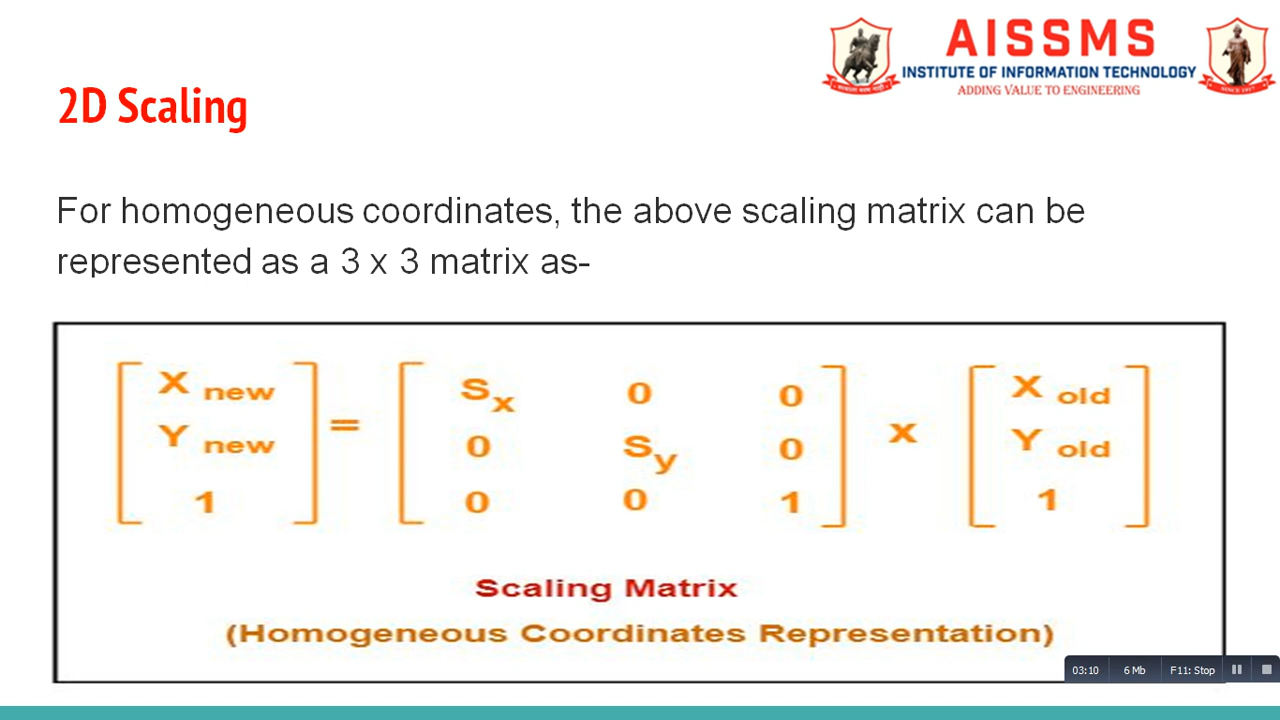 AISSMS
INSTITUTE OF INFORMATION TECHNOLOGY
ADDING VALUE TO ENGINEERING
SINCE 1917
2D Scaling
For homogeneous coordinates, the above scaling matrix can be
represented as a 3 x 3 matrix as-
X new = Sx 0 0 x X old
Y new 0 Sy 0 Y old
1 0 0 1 1
Scaling Matrix
(Homogeneous Coordinates Representation)
03:10 6 Mb F11: Stop